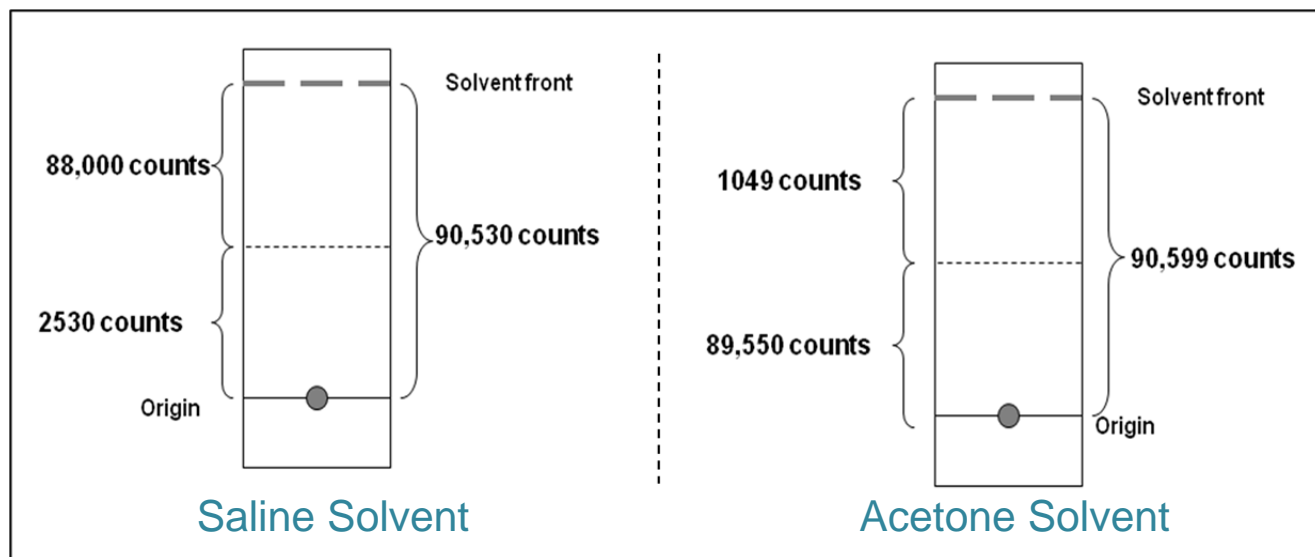 Solvent front
88,000 counts
90,530 counts
2530 counts
Origin
Saline Solvent
Solvent front
1049 counts
90,599 counts
89,550 counts
Origin
Acetone Solvent